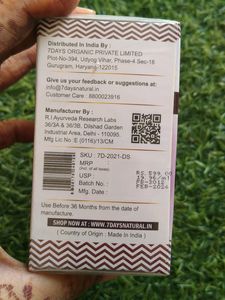 Distributed In India By :
7DAYS ORGANIC PRIVATE LIMITED
Plot-No-394, Udyog Vihar, Phase-4 Sec-18
Gurugram, Haryana-122015
Give us your feedback or suggestions at:
info@7daysnatural.in
Customer Care : 8800023916
Manufactured By :
R.I Ayurveda Research Labs
36/3A & 36/3B, Dilshad Garden
Industrial Area, Delhi - 110095.
Mfg Lic No: E (0116)/13/CM
SKU : 7D-2021-DS
MRP
(Incl. of all taxes)
USP :
Batch No :
Mfg. Date :
Use Before 36 Months from the date of
manufacture.
SHOP NOW AT : WWW.7DAYSNATURAL.IN
( Country of Origin : Made In India )